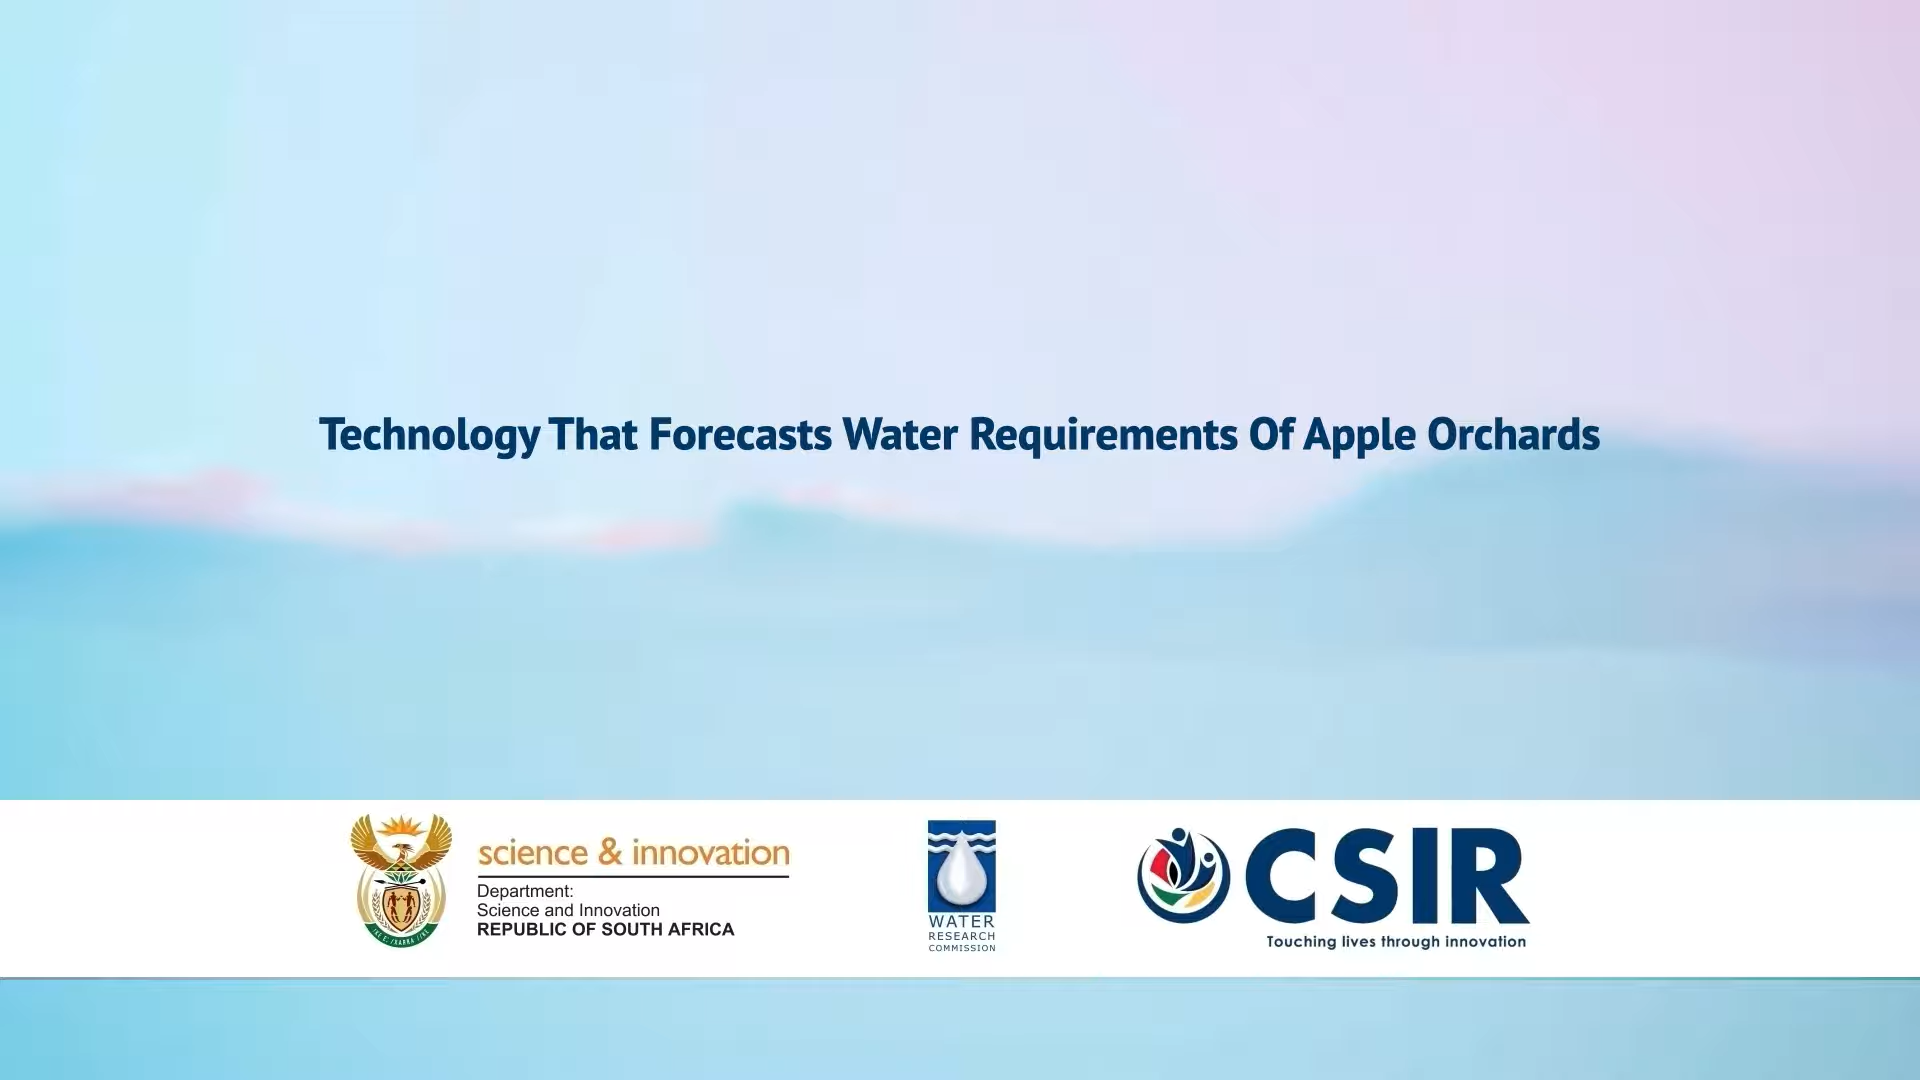 Technology That Forecasts Water Requirements Of Apple Orchards
science & innovation
Department:
Science and Innovation
REPUBLIC OF SOUTH AFRICA
WATER
RESEARCH
COMMISSION
CSIR
Touching lives through innovation